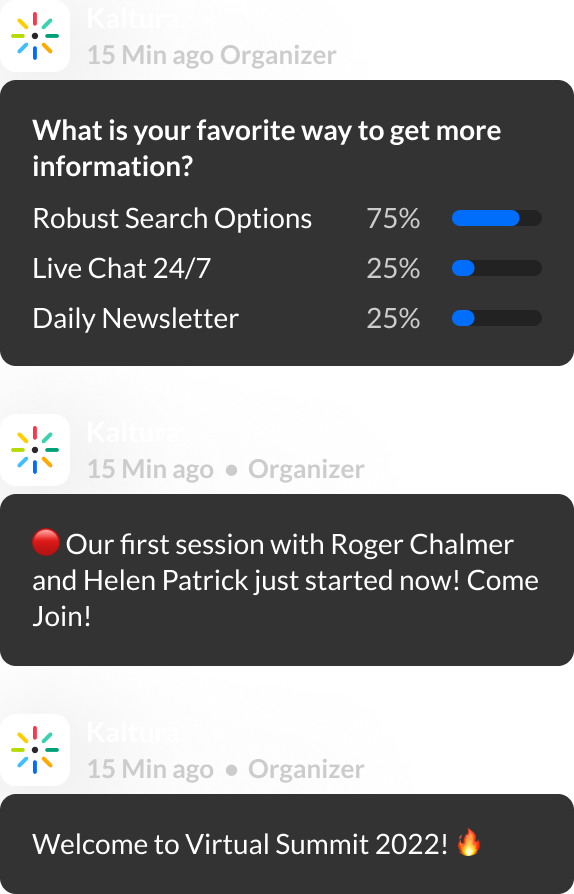 Kaltura
15 Min ago Organizer
What is your favorite way to get more
information?
Robust Search Options 75%
Live Chat 24/7 25%
Daily Newsletter 25%
Kaltura
15 Min ago ● Organizer
🔴 Our first session with Roger Chalmer
and Helen Patrick just started now! Come
Join!
Kaltura
15 Min ago ● Organizer
Welcome to Virtual Summit 2022! 🔥